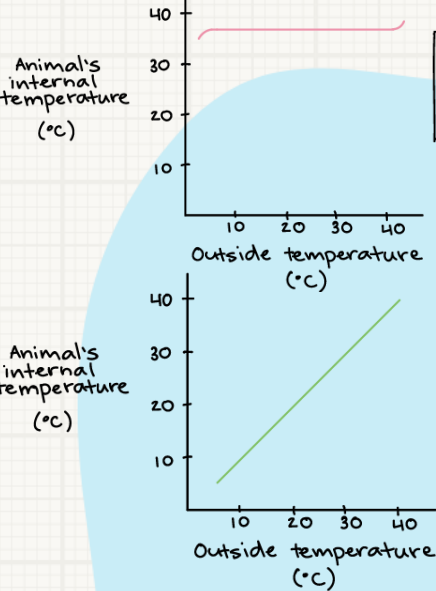 40
Animal's
internal
temperature
(°C)
30
20
10
10 20 30 40
Outside temperature
(°C)
40
Animal's
internal
temperature
(°C)
30
20
10
10 20 30 40
Outside temperature
(°C)